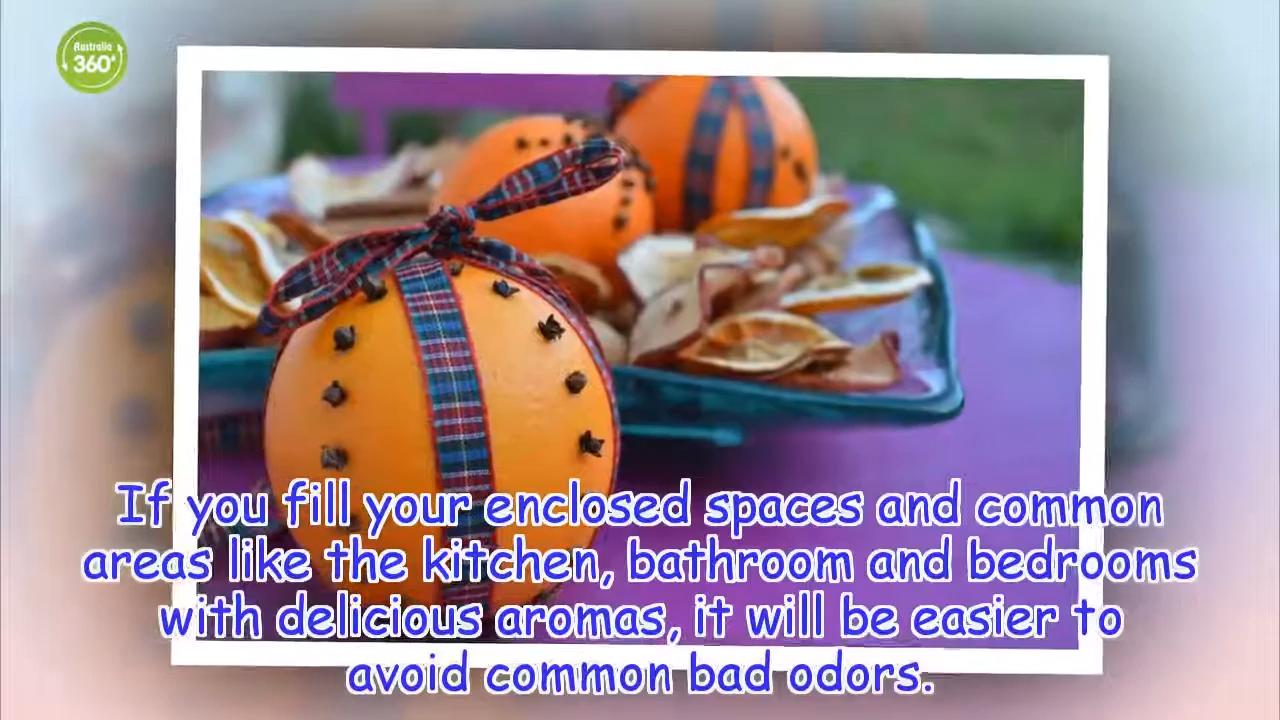 Australia
360°
If you fill your enclosed spaces and common
areas like the kitchen, bathroom and bedrooms
with delicious aromas, it will be easier to
avoid common bad odors.